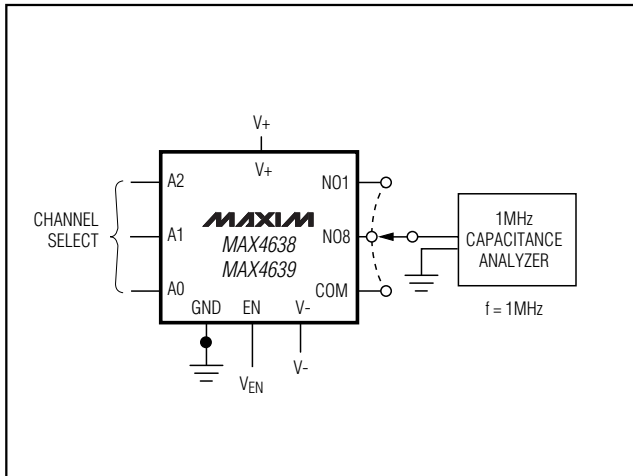 V+
V+
A2
NO1
CHANNEL
SELECT
A1
MAXIM
MAX4638
MAX4639
NO8
1MHz
CAPACITANCE
ANALYZER
A0
COM
GND
EN
V-
f = 1MHz
VEN
V-